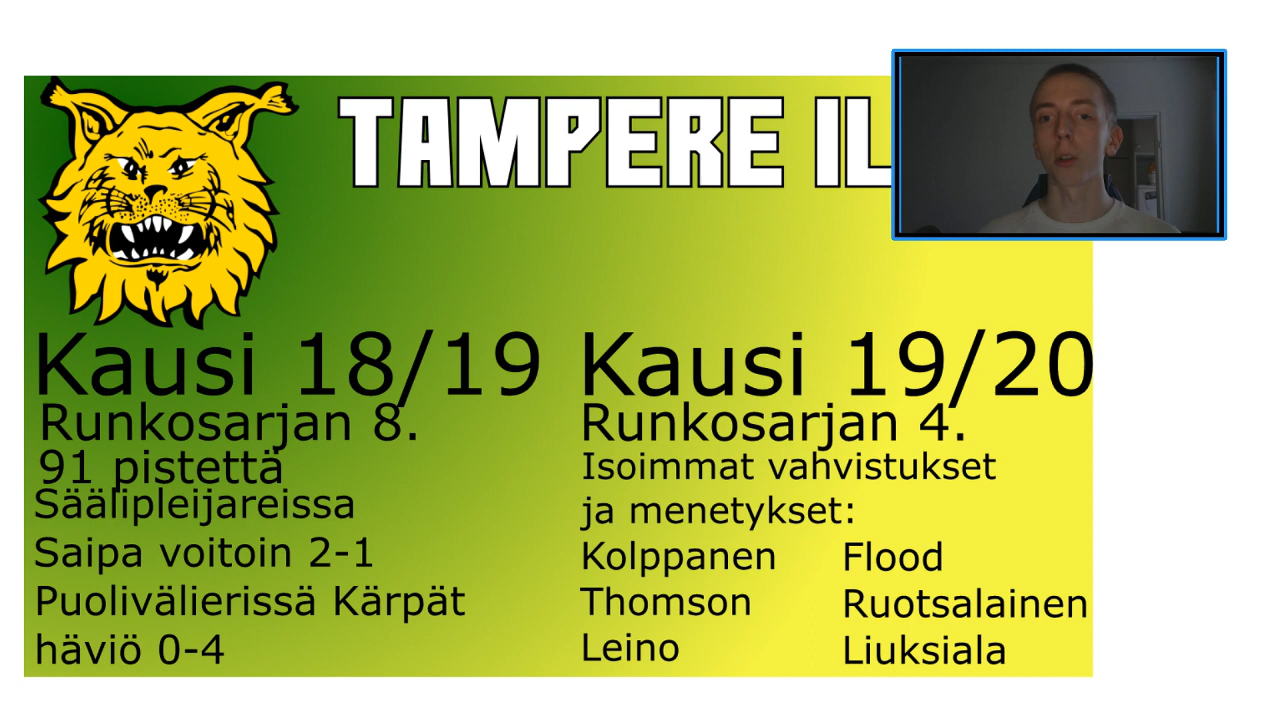 TAMPERE IL
Kausi 18/19
Runkosarjan 8.
91 pistettä
Säälipleijareissa
Saipa voitoin 2-1
Puolivälierissä Kärpät
häviö 0-4
Kausi 19/20
Runkosarjan 4.
Isoimmat vahvistukset
ja menetykset:
Kolppanen Flood
Thomson Ruotsalainen
Leino Liuksiala